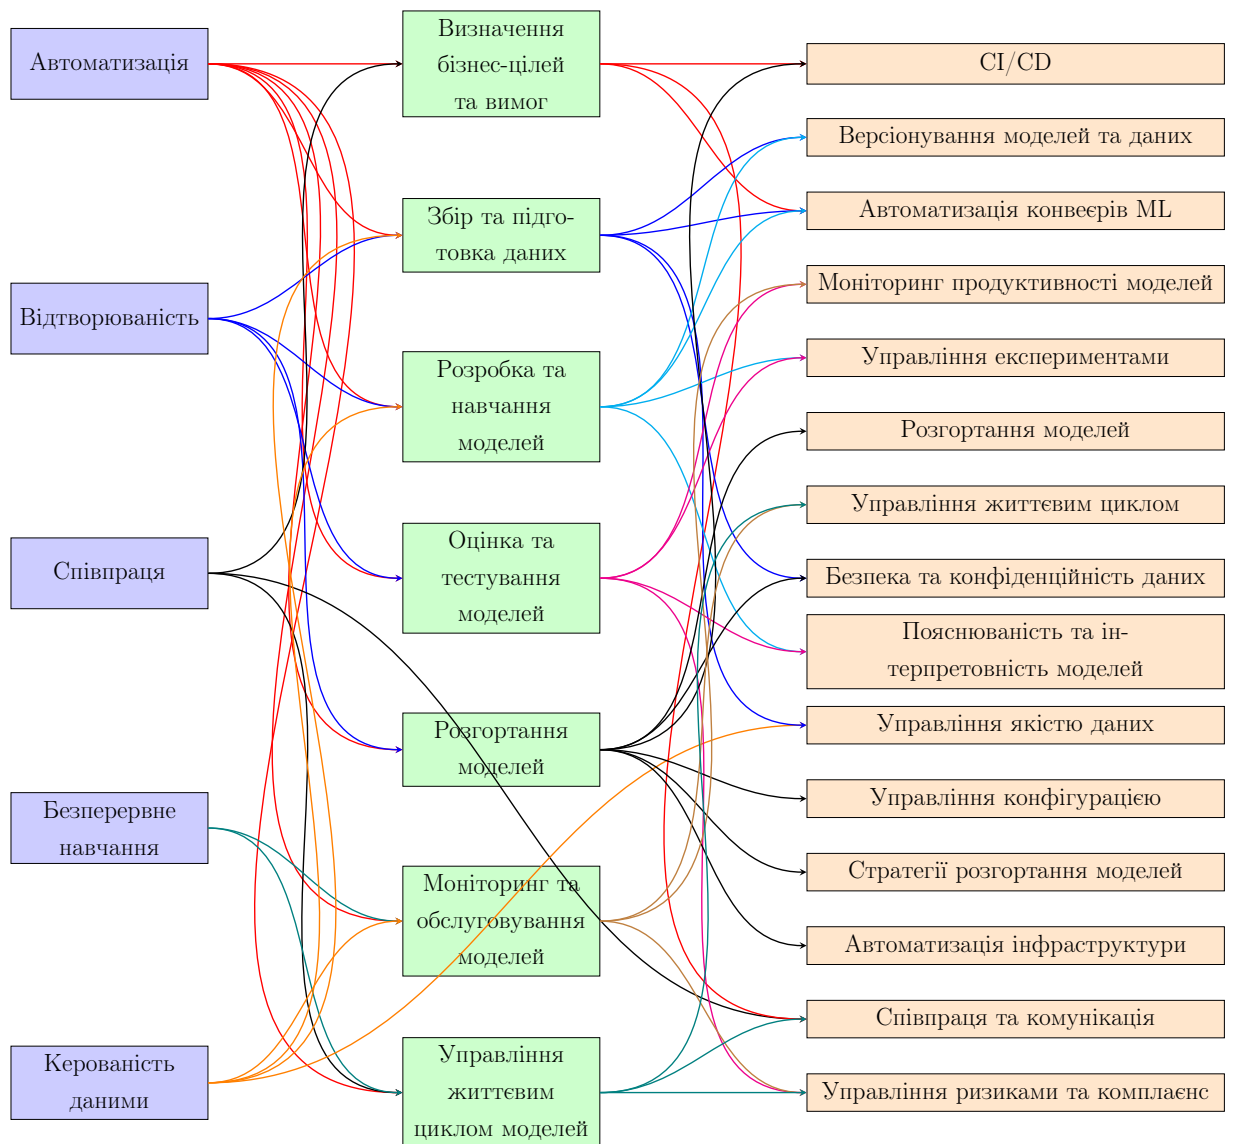 Автоматизація
Відтворюваність
Співпраця
Безперервне
навчання
Керованість
даними
Визначення
бізнес-цілей
та вимог
Збір та підго-
товка даних
Розробка та
навчання
моделей
Оцінка та
тестування
моделей
Розгортання
моделей
Моніторинг та
обслуговування
моделей
Управління
життєвим
циклом моделей
CI/CD
Версіонування моделей та даних
Автоматизація конвеєрів ML
Моніторинг продуктивності моделей
Управління експериментами
Розгортання моделей
Управління життєвим циклом
Безпека та конфіденційність даних
Пояснюваність та ін-
терпретовність моделей
Управління якістю даних
Управління конфігурацією
Стратегії розгортання моделей
Автоматизація інфраструктури
Співпраця та комунікація
Управління ризиками та комплаєнс